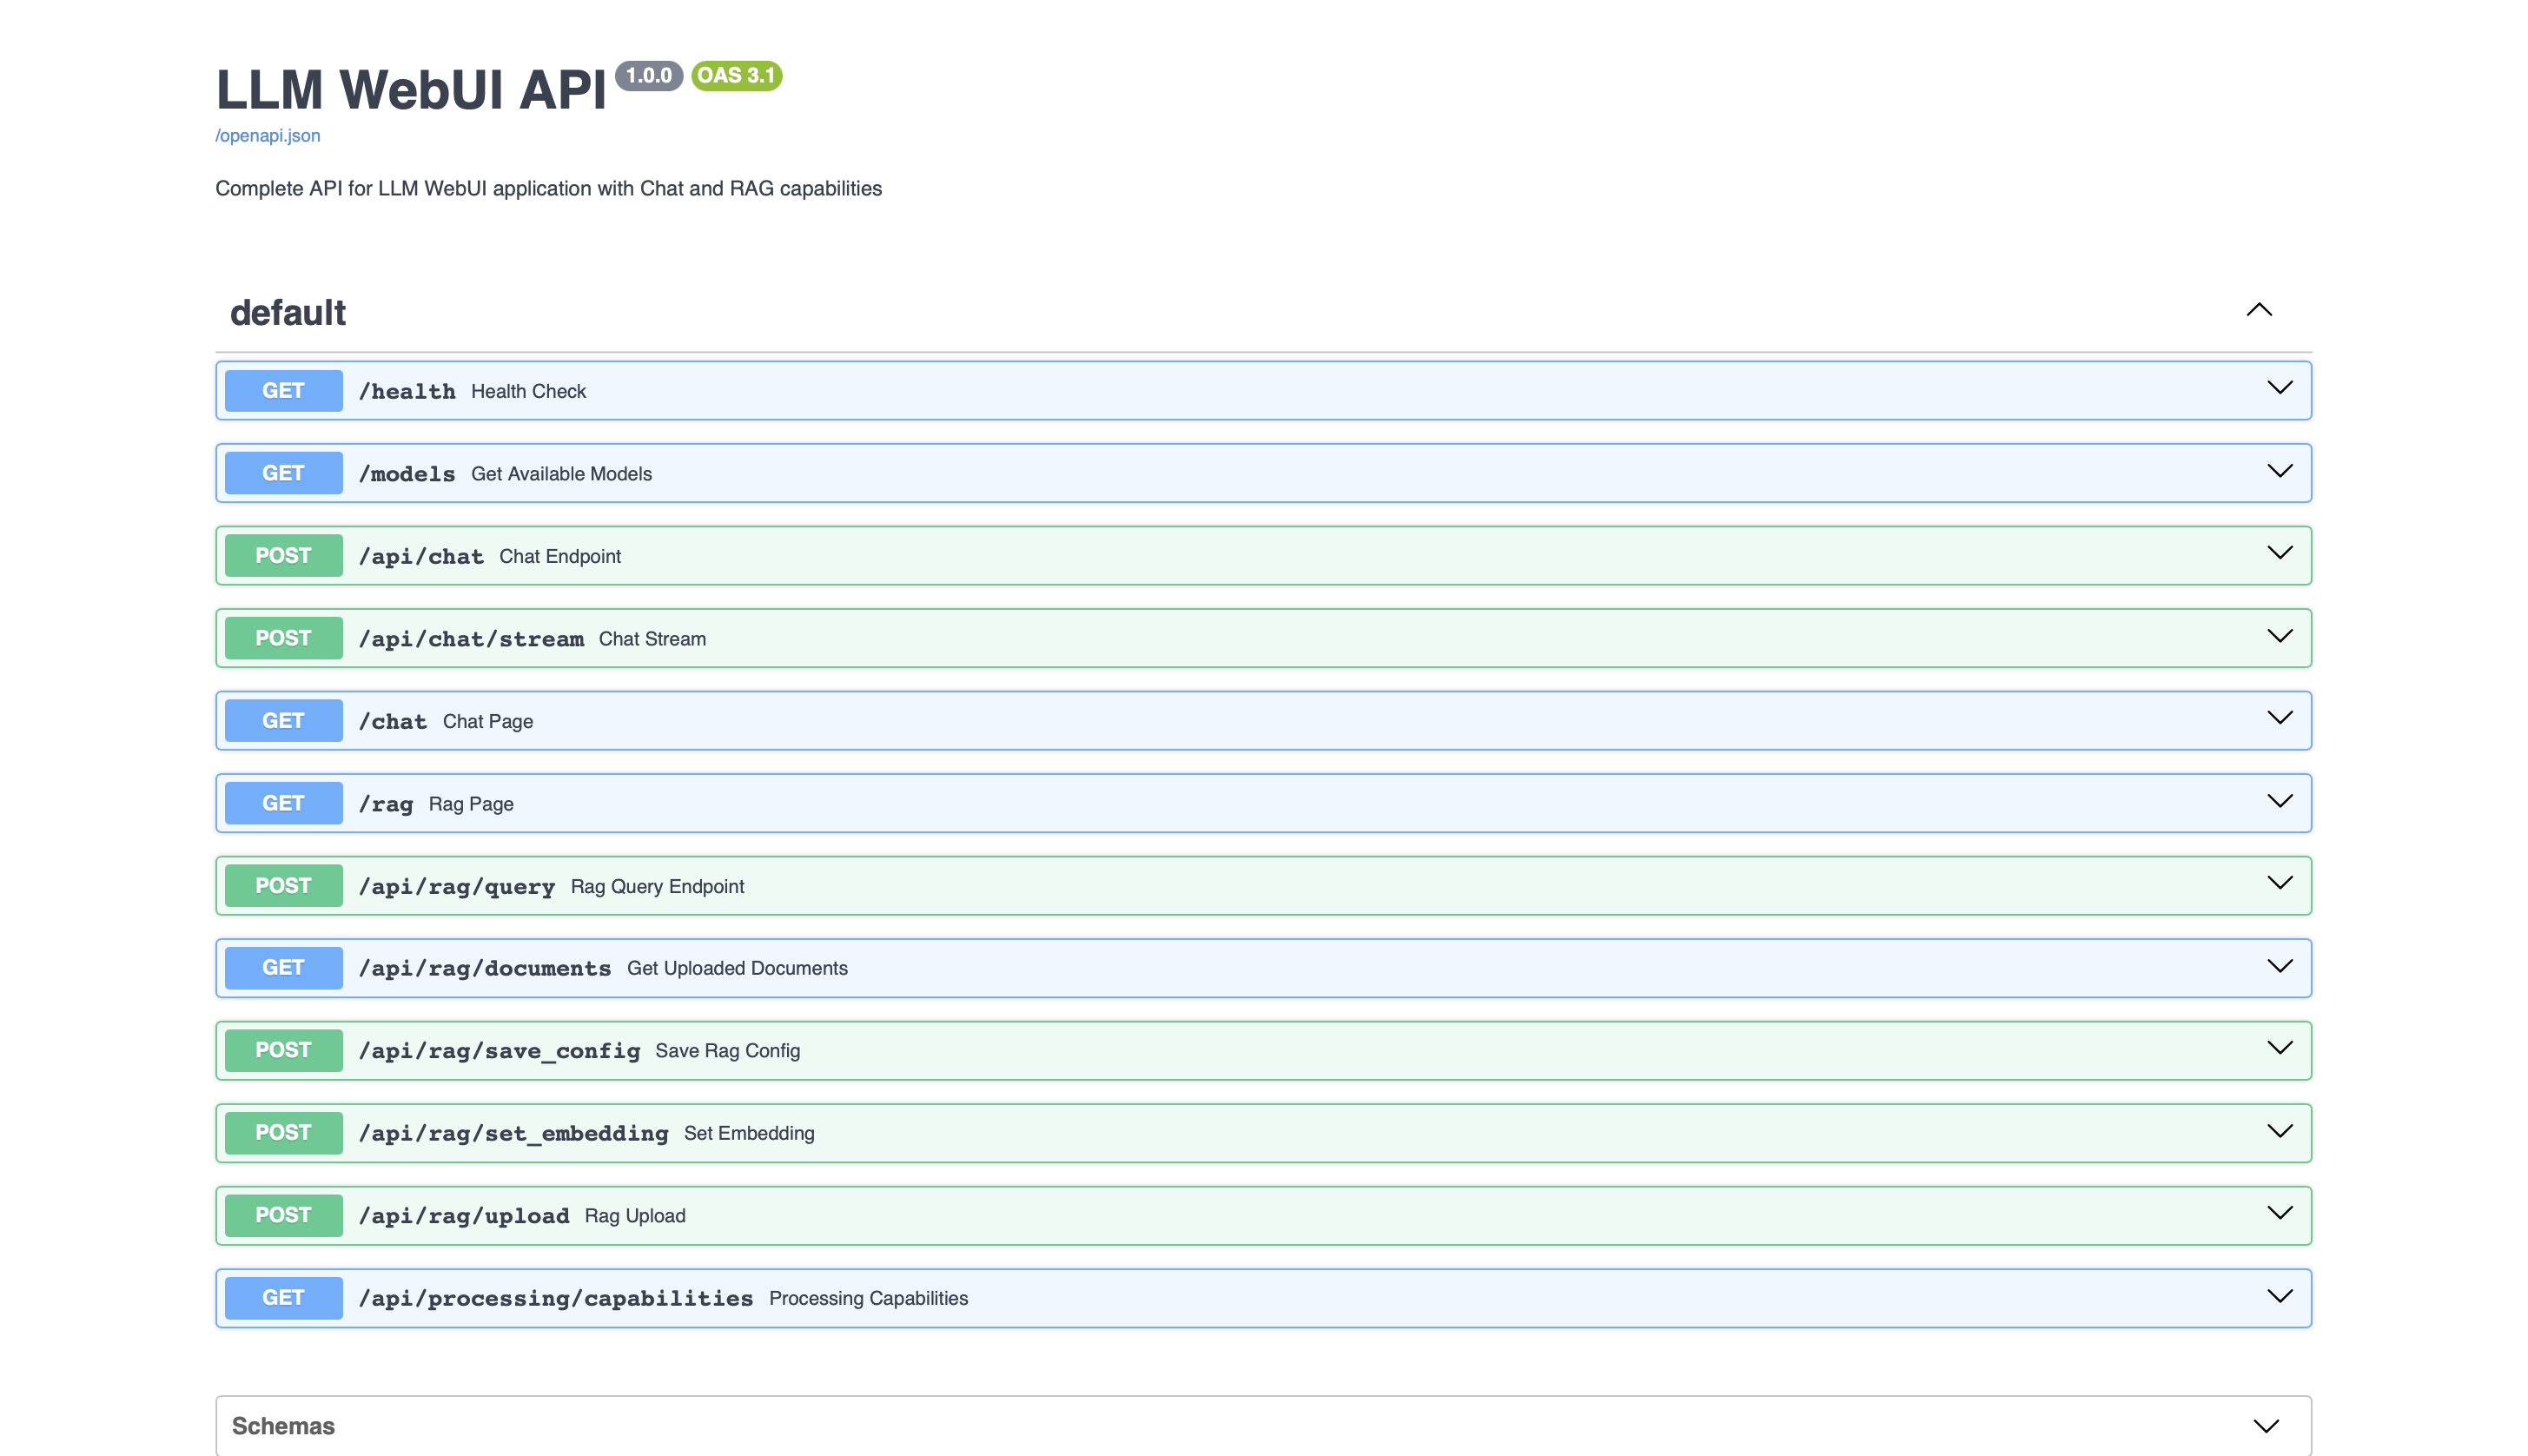 LLM WebUI API 1.0.0 OAS 3.1
/openapi.json
Complete API for LLM WebUI application with Chat and RAG capabilities
default
GET /health Health Check
GET /models Get Available Models
POST /api/chat Chat Endpoint
POST /api/chat/stream Chat Stream
GET /chat Chat Page
GET /rag Rag Page
POST /api/rag/query Rag Query Endpoint
GET /api/rag/documents Get Uploaded Documents
POST /api/rag/save_config Save Rag Config
POST /api/rag/set_embedding Set Embedding
POST /api/rag/upload Rag Upload
GET /api/processing/capabilities Processing Capabilities
Schemas